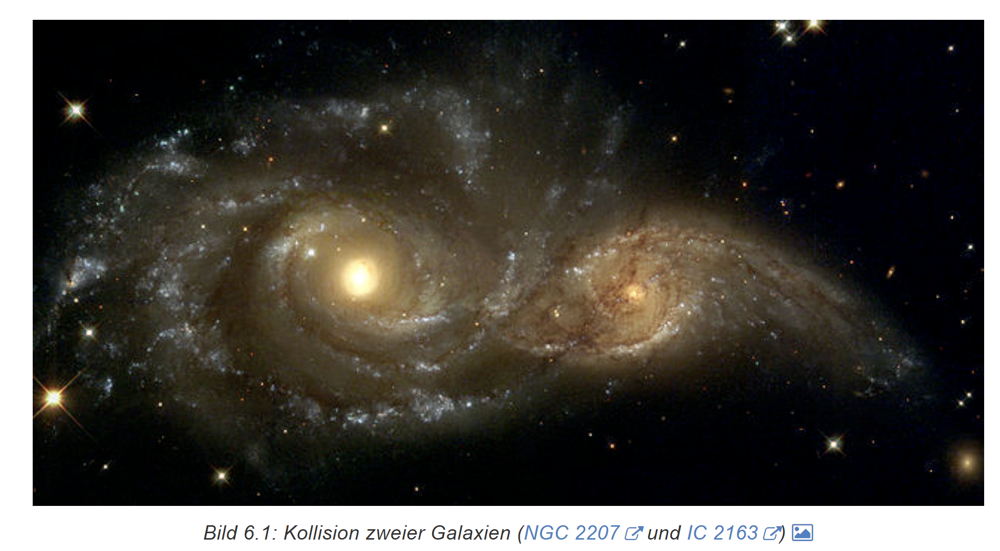 Bild 6.1: Kollision zweier Galaxien (NGC 2207 und IC 2163)